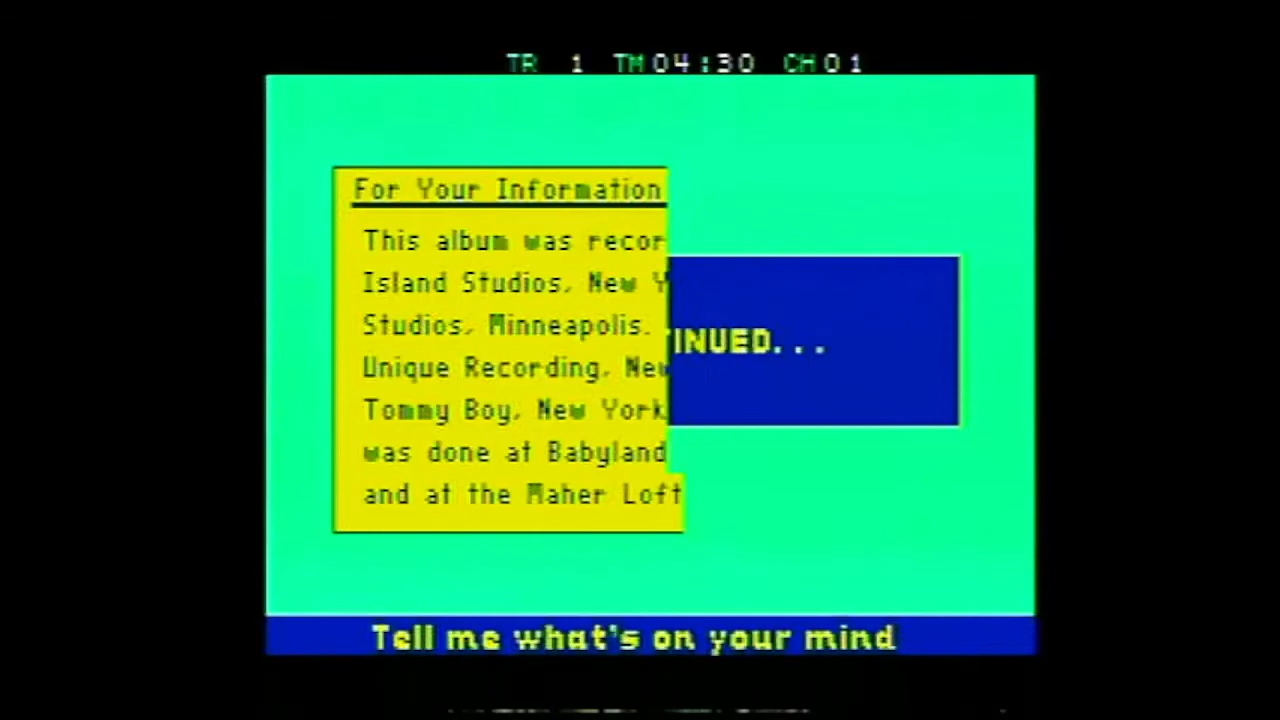 TR 1 TM04:30 CH01
For Your Information
This album was recor
Island Studios, New Y
Studios, Minneapolis.
Unique Recording, New
Tommy Boy, New York
was done at Babyland
and at the Maher Loft
TINUED...
Tell me what's on your mind